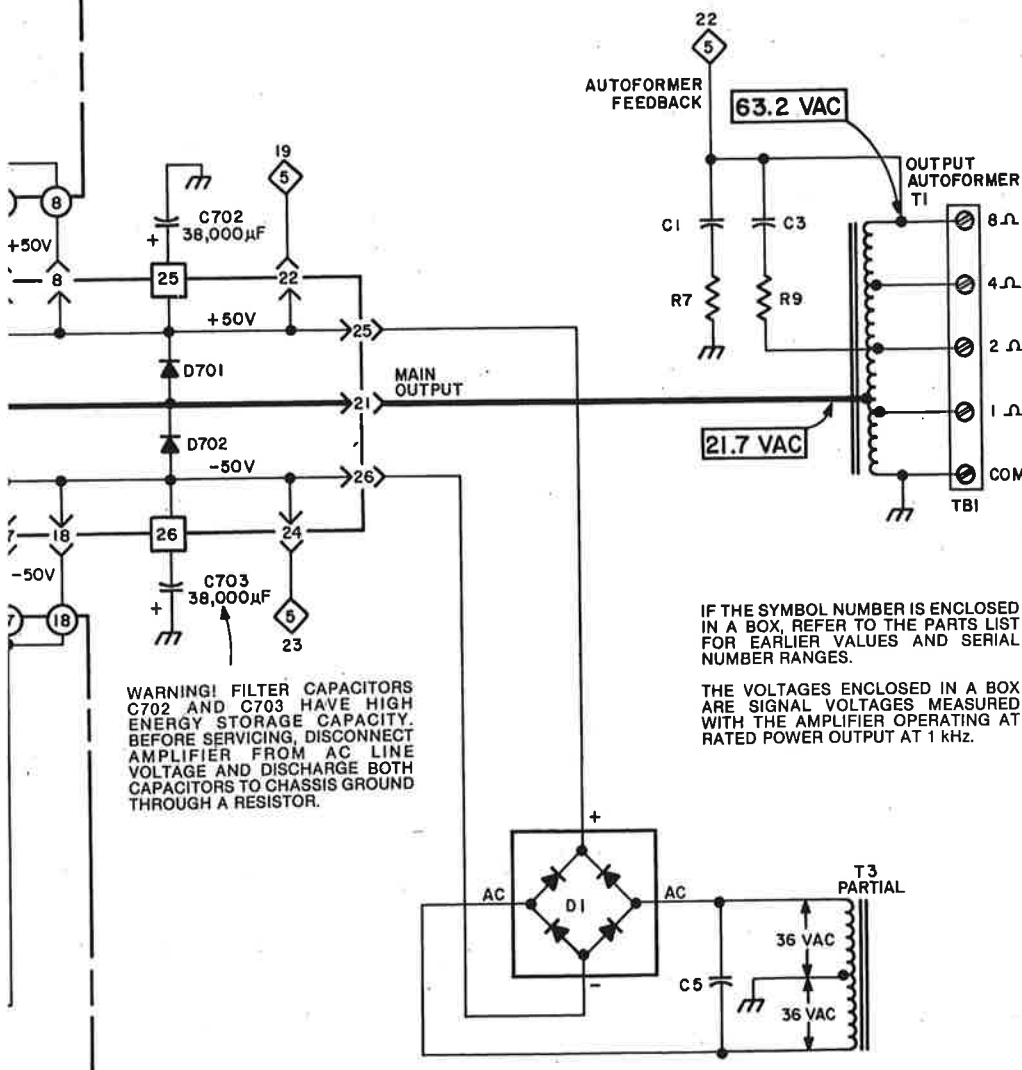 22
5
AUTOFORMER
FEEDBACK
63.2 VAC
OUTPUT
AUTOFORMER
T1
8Ω
4Ω
2Ω
1Ω
COM
TB1
C1
C3
R7
R9
19
5
8
C702
38,000µF
+
+50V
8
25
22
+50V
25
D701
MAIN
OUTPUT
21
21.7 VAC
D702
-50V
26
7
18
26
24
-50V
C703
38,000µF
+
5
23
7
18
WARNING! FILTER CAPACITORS
C702 AND C703 HAVE HIGH
ENERGY STORAGE CAPACITY.
BEFORE SERVICING, DISCONNECT
AMPLIFIER FROM AC LINE
VOLTAGE AND DISCHARGE BOTH
CAPACITORS TO CHASSIS GROUND
THROUGH A RESISTOR.
IF THE SYMBOL NUMBER IS ENCLOSED
IN A BOX, REFER TO THE PARTS LIST
FOR EARLIER VALUES AND SERIAL
NUMBER RANGES.
THE VOLTAGES ENCLOSED IN A BOX
ARE SIGNAL VOLTAGES MEASURED
WITH THE AMPLIFIER OPERATING AT
RATED POWER OUTPUT AT 1 kHz.
+
AC
D1
AC
-
C5
T3
PARTIAL
36 VAC
36 VAC